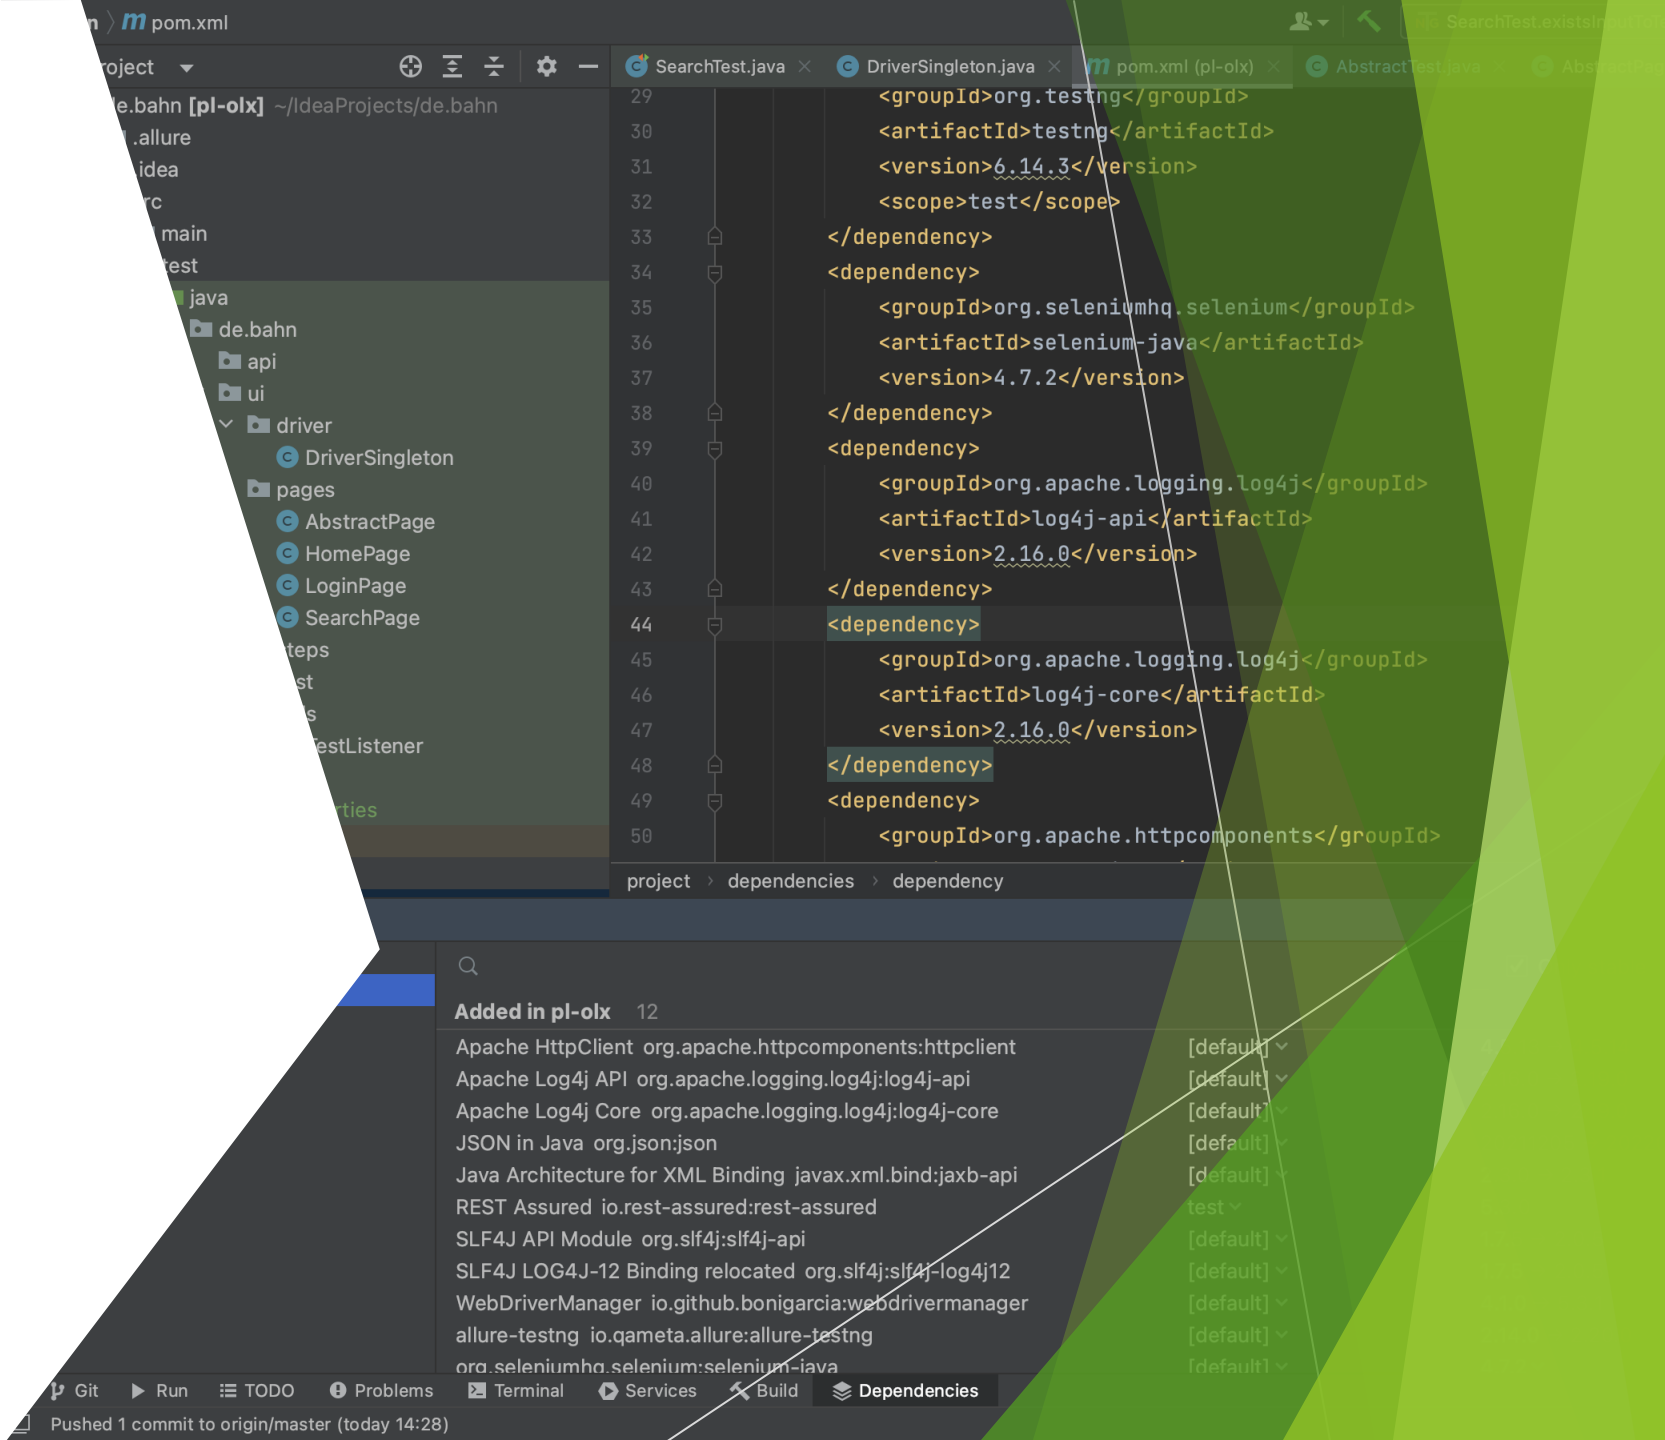 pom.xml
SearchTest.existsIn
SearchTest.java
DriverSingleton.java
pom.xml (pl-olx)
AbstractTest.java
de.bahn [pl-olx] ~/IdeaProjects/de.bahn
.allure
.idea
main
test
java
de.bahn
api
ui
driver
DriverSingleton
pages
AbstractPage
HomePage
LoginPage
SearchPage
TestListener
29 <groupId>org.testng</groupId>
30 <artifactId>testng</artifactId>
31 <version>6.14.3</version>
32 <scope>test</scope>
33 </dependency>
34 <dependency>
35 <groupId>org.seleniumhq.selenium</groupId>
36 <artifactId>selenium-java</artifactId>
37 <version>4.7.2</version>
38 </dependency>
39 <dependency>
40 <groupId>org.apache.logging.log4j</groupId>
41 <artifactId>log4j-api</artifactId>
42 <version>2.16.0</version>
43 </dependency>
44 <dependency>
45 <groupId>org.apache.logging.log4j</groupId>
46 <artifactId>log4j-core</artifactId>
47 <version>2.16.0</version>
48 </dependency>
49 <dependency>
50 <groupId>org.apache.httpcomponents</groupId>
project › dependencies › dependency
Added in pl-olx 12
Apache HttpClient org.apache.httpcomponents:httpclient [default]
Apache Log4j API org.apache.logging.log4j:log4j-api [default]
Apache Log4j Core org.apache.logging.log4j:log4j-core [default]
JSON in Java org.json:json [default]
Java Architecture for XML Binding javax.xml.bind:jaxb-api [default]
REST Assured io.rest-assured:rest-assured test
SLF4J API Module org.slf4j:slf4j-api [default]
SLF4J LOG4J-12 Binding relocated org.slf4j:slf4j-log4j12 [default]
WebDriverManager io.github.bonigarcia:webdrivermanager [default]
allure-testng io.qameta.allure:allure-testng [default]
org.seleniumhq.selenium:selenium-java [default]
Git Run TODO Problems Terminal Services Build Dependencies
Pushed 1 commit to origin/master (today 14:28)